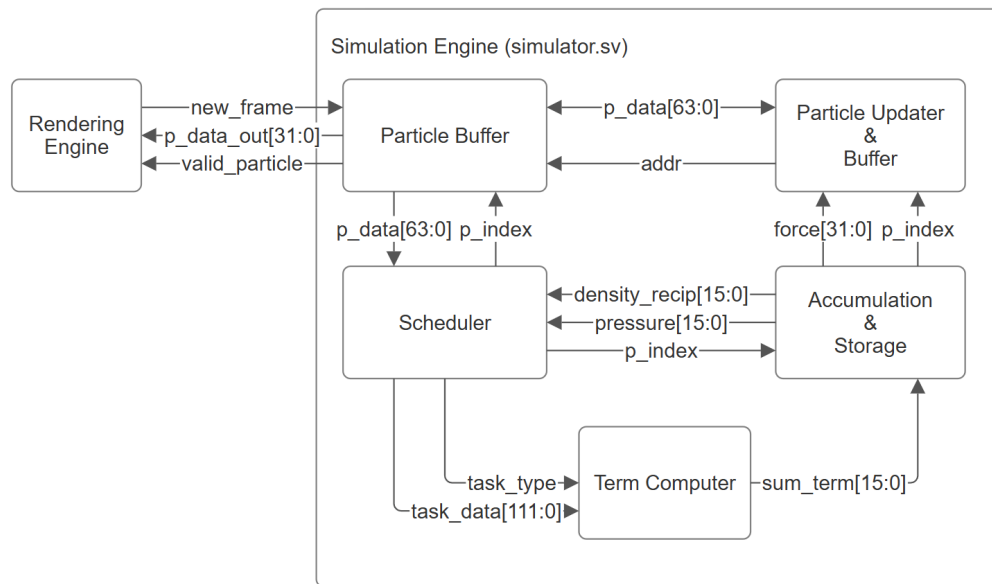 Simulation Engine (simulator.sv)
Rendering
Engine
new_frame
p_data_out[31:0]
valid_particle
Particle Buffer
p_data[63:0]
addr
Particle Updater
&
Buffer
p_data[63:0]
p_index
force[31:0]
p_index
Scheduler
density_recip[15:0]
pressure[15:0]
p_index
Accumulation
&
Storage
task_type
task_data[111:0]
Term Computer
sum_term[15:0]